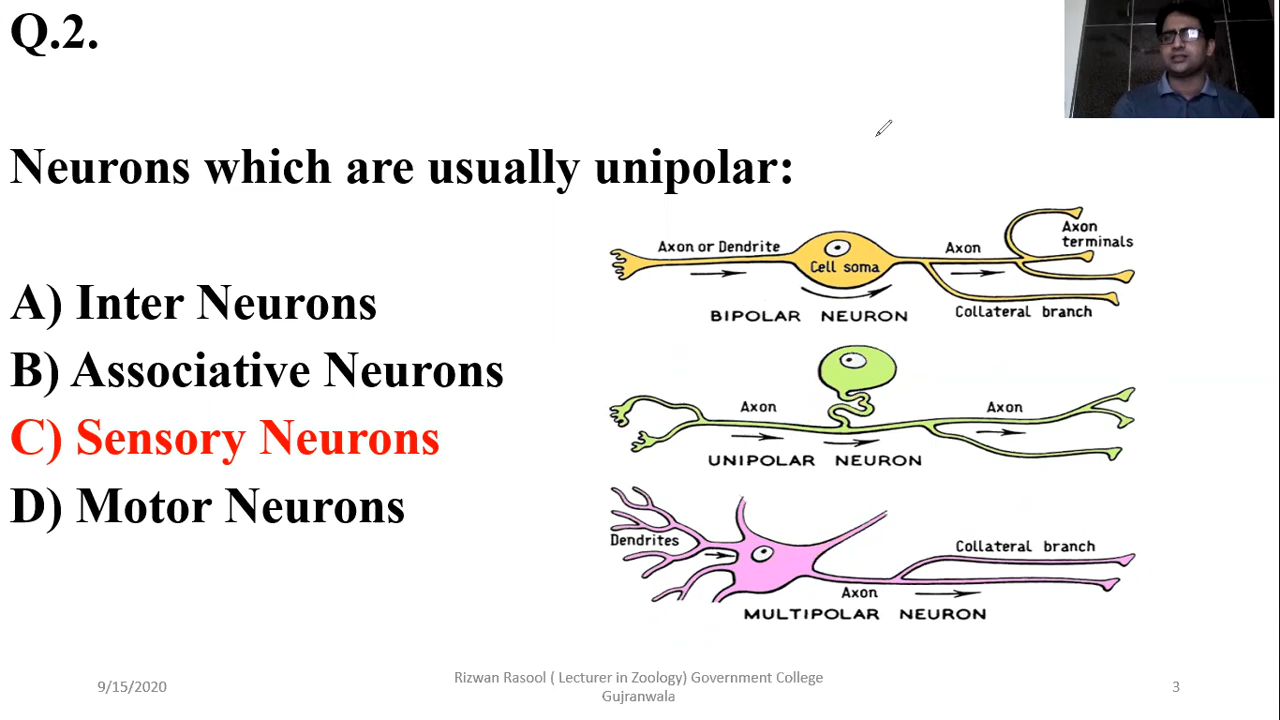 Q.2.
Neurons which are usually unipolar:
A) Inter Neurons
B) Associative Neurons
C) Sensory Neurons
D) Motor Neurons
Axon or Dendrite
Cell soma
Axon
Axon
terminals
Collateral branch
BIPOLAR NEURON
Axon
Axon
UNIPOLAR NEURON
Dendrites
Collateral branch
Axon
MULTIPOLAR NEURON
9/15/2020
Rizwan Rasool ( Lecturer in Zoology) Government College
Gujranwala
3